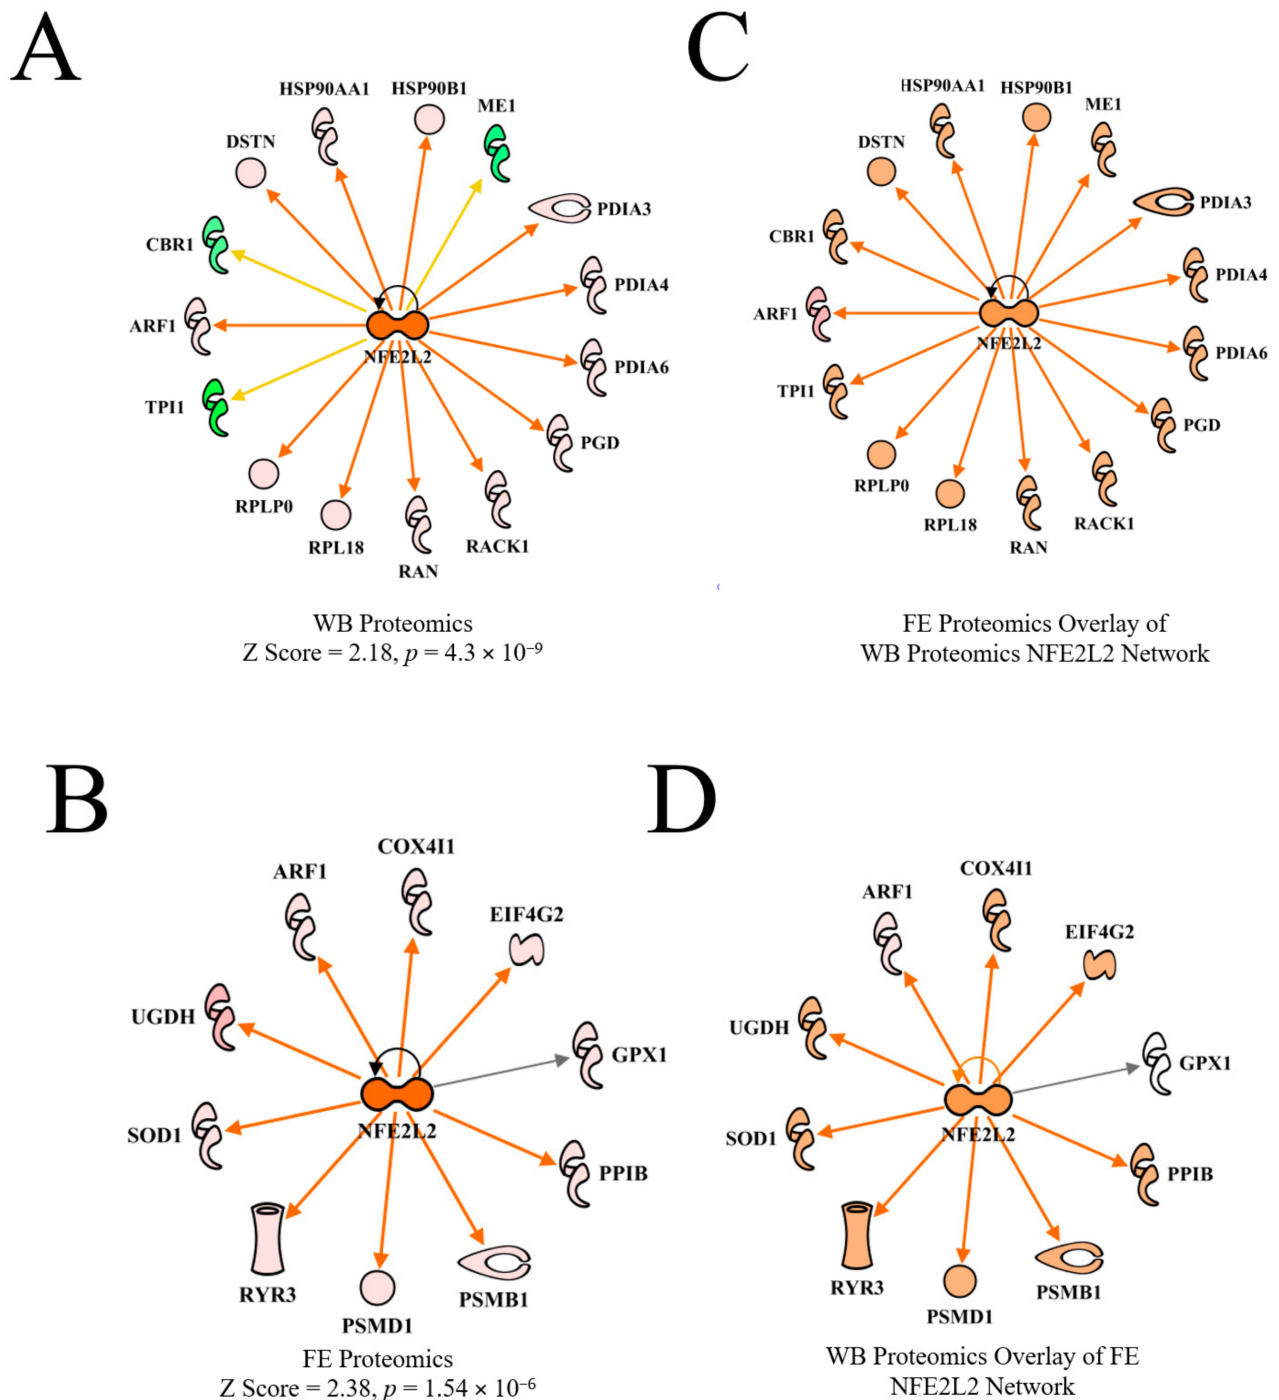 A
HSP90AA1
HSP90B1
ME1
DSTN
PDIA3
CBR1
PDIA4
ARF1
NFE2L2
PDIA6
TPI1
PGD
RPLP0
RPL18
RAN
RACK1
WB Proteomics
Z Score = 2.18, p = 4.3 × 10⁻⁹
C
HSP90AA1
HSP90B1
ME1
DSTN
PDIA3
CBR1
PDIA4
ARF1
NFE2L2
PDIA6
TPI1
PGD
RPLP0
RPL18
RAN
RACK1
FE Proteomics Overlay of
WB Proteomics NFE2L2 Network
B
COX4I1
ARF1
EIF4G2
UGDH
GPX1
SOD1
NFE2L2
PPIB
RYR3
PSMD1
PSMB1
FE Proteomics
Z Score = 2.38, p = 1.54 × 10⁻⁶
D
COX4I1
ARF1
EIF4G2
UGDH
GPX1
SOD1
NFE2L2
PPIB
RYR3
PSMD1
PSMB1
WB Proteomics Overlay of FE
NFE2L2 Network